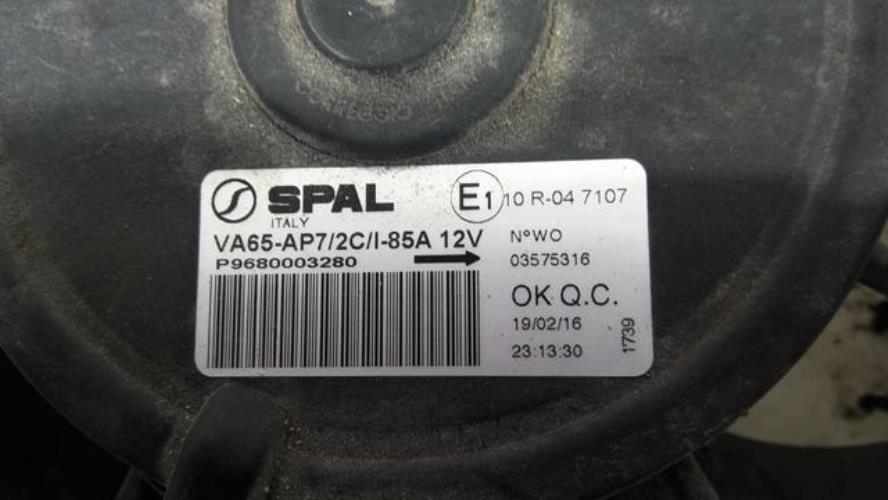 SPAL
ITALY
E1 10 R-04 7107
VA65-AP7/2C/I-85A 12V
P9680003280
N°WO
03575316
OK Q.C.
19/02/16
23:13:30
1739